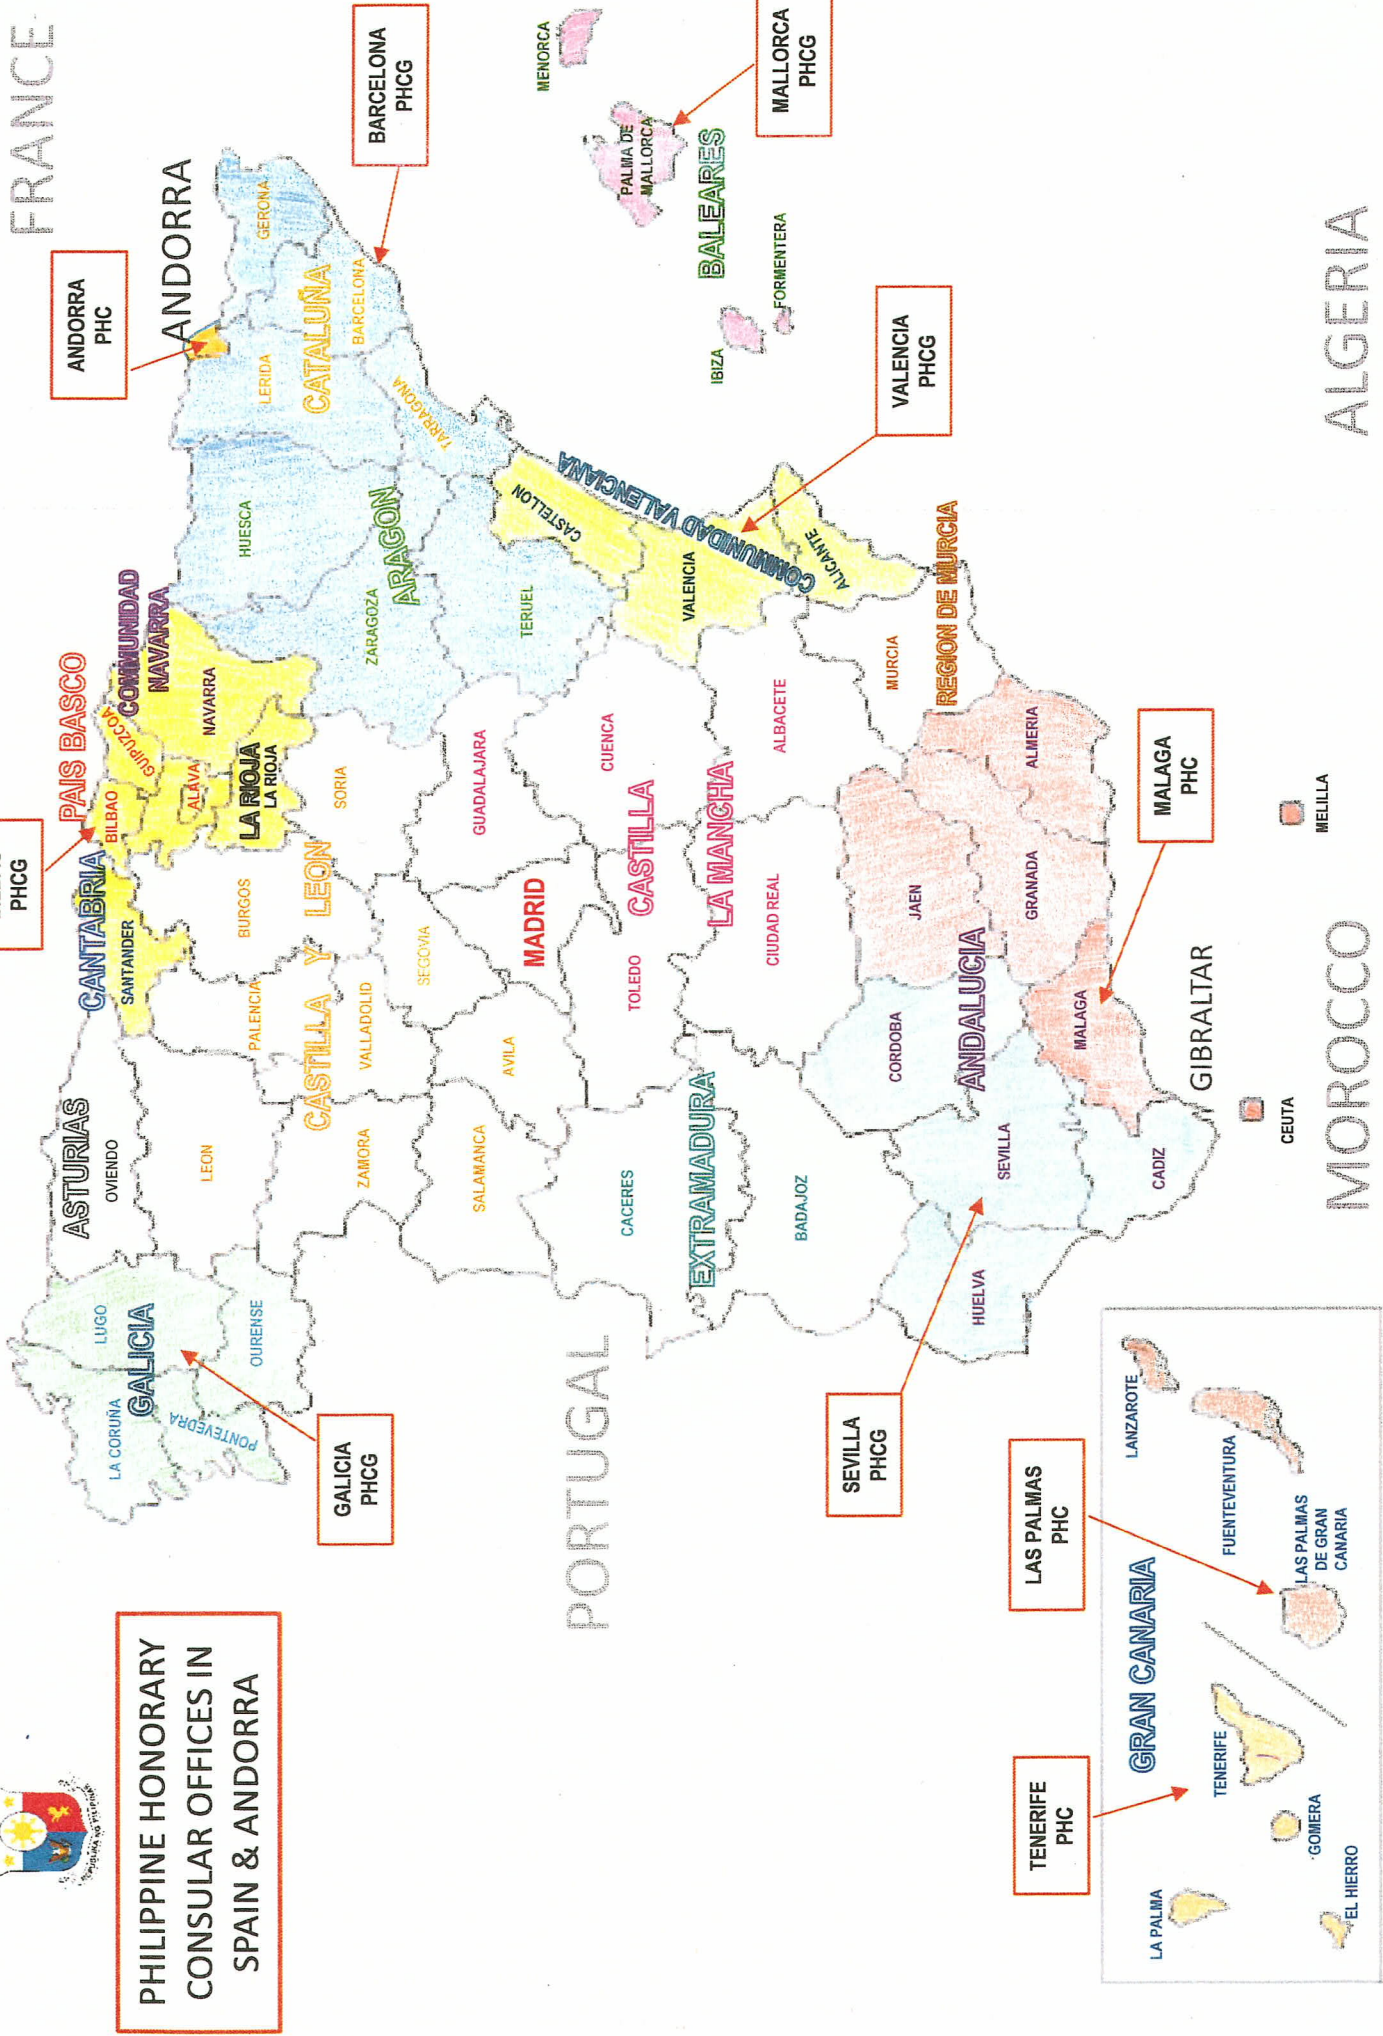 FRANCE
ANDORRA
PHC
ANDORRA
GERONA
LERIDA
CATALUÑA
BARCELONA
TARRAGONA
BARCELONA
PHCG
MENORCA
PALMA DE
MALLORCA
MALLORCA
PHCG
BALEARES
IBIZA
FORMENTERA
VALENCIA
PHCG
ALGERIA
HUESCA
ZARAGOZA
ARAGON
TERUEL
CASTELLON
COMMUNIDAD VALENCIANA
VALENCIA
ALICANTE
PHCG
PAIS BASCO
COMMUNIDAD
NAVARRA
GUIPUZCOA
BILBAO
ALAVA
NAVARRA
LA RIOJA
LA RIOJA
CANTABRIA
SANTANDER
SORIA
BURGOS
PALENCIA
CASTILLA Y LEON
VALLADOLID
SEGOVIA
AVILA
LEON
ZAMORA
SALAMANCA
GUADALAJARA
MADRID
CUENCA
TOLEDO
CASTILLA
LA MANCHA
ALBACETE
CIUDAD REAL
MURCIA
REGION DE MURCIA
ASTURIAS
OVIENDO
LUGO
GALICIA
LA CORUÑA
OURENSE
PONTEVEDRA
GALICIA
PHCG
PORTUGAL
CACERES
EXTRAMADURA
BADAJOZ
JAEN
ALMERIA
GRANADA
ANDALUCIA
CORDOBA
MALAGA
SEVILLA
CADIZ
HUELVA
MALAGA
PHC
SEVILLA
PHCG
GIBRALTAR
MELILLA
CEUTA
MOROCCO
PHILIPPINE HONORARY
CONSULAR OFFICES IN
SPAIN & ANDORRA
LAS PALMAS
PHC
TENERIFE
PHC
GRAN CANARIA
LANZAROTE
FUENTEVENTURA
LAS PALMAS
DE GRAN
CANARIA
TENERIFE
GOMERA
LA PALMA
EL HIERRO